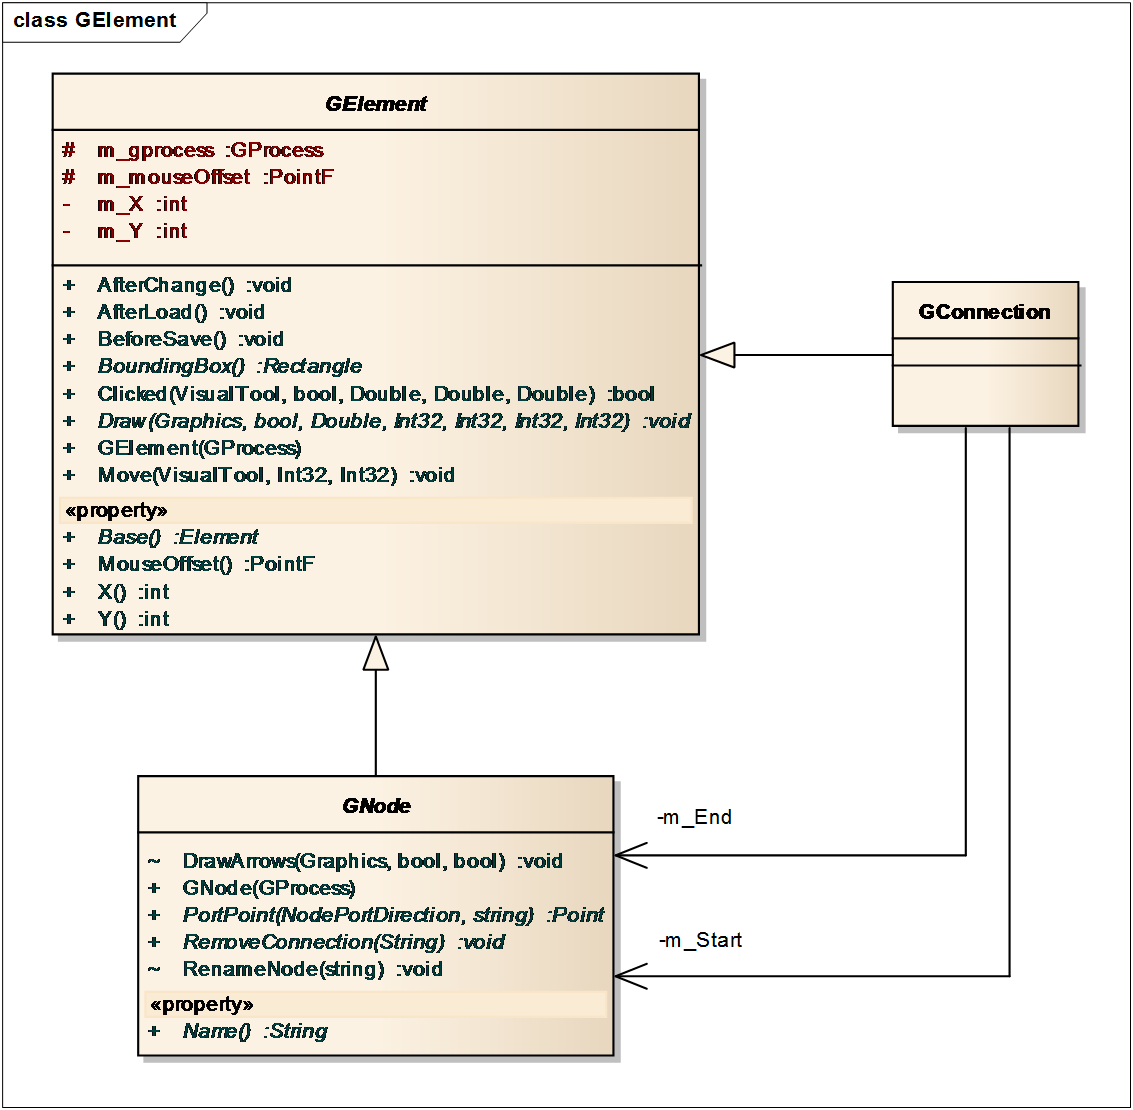 class GElement
GElement
# m_gprocess :GProcess
# m_mouseOffset :PointF
- m_X :int
- m_Y :int
+ AfterChange() :void
+ AfterLoad() :void
+ BeforeSave() :void
+ BoundingBox() :Rectangle
+ Clicked(VisualTool, bool, Double, Double, Double) :bool
+ Draw(Graphics, bool, Double, Int32, Int32, Int32, Int32) :void
+ GElement(GProcess)
+ Move(VisualTool, Int32, Int32) :void
«property»
+ Base() :Element
+ MouseOffset() :PointF
+ X() :int
+ Y() :int
GConnection
GNode
~ DrawArrows(Graphics, bool, bool) :void
+ GNode(GProcess)
+ PortPoint(NodePortDirection, string) :Point
+ RemoveConnection(String) :void
~ RenameNode(string) :void
«property»
+ Name() :String
-m_End
-m_Start